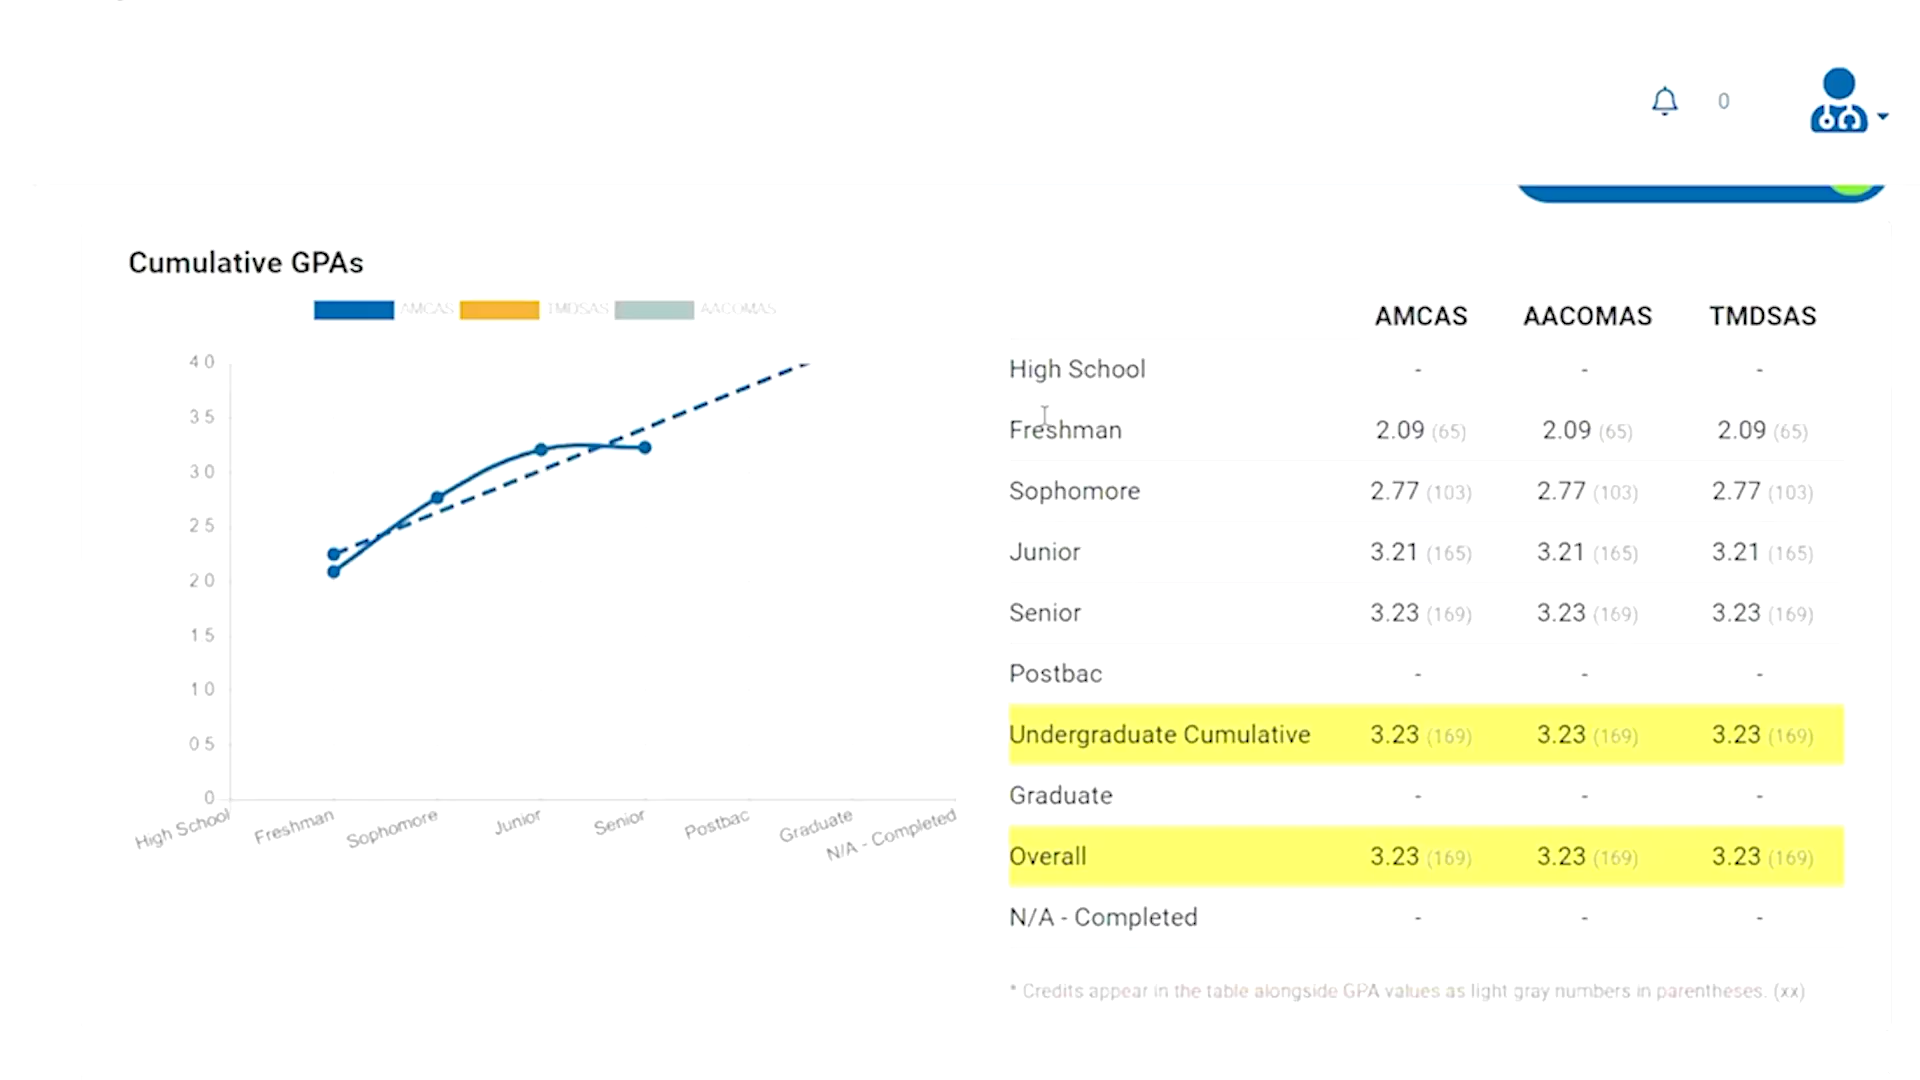 0
Cumulative GPAs
AMCAS TMDSAS AACOMAS
4 0
3 5
3 0
2 5
2 0
1 5
1 0
0 5
0
High School Freshman Sophomore Junior Senior Postbac Graduate N/A - Completed
AMCAS AACOMAS TMDSAS
High School - - -
Freshman 2.09 (65) 2.09 (65) 2.09 (65)
Sophomore 2.77 (103) 2.77 (103) 2.77 (103)
Junior 3.21 (165) 3.21 (165) 3.21 (165)
Senior 3.23 (169) 3.23 (169) 3.23 (169)
Postbac - - -
Undergraduate Cumulative 3.23 (169) 3.23 (169) 3.23 (169)
Graduate - - -
Overall 3.23 (169) 3.23 (169) 3.23 (169)
N/A - Completed - - -
* Credits appear in the table alongside GPA values as light gray numbers in parentheses. (xx)